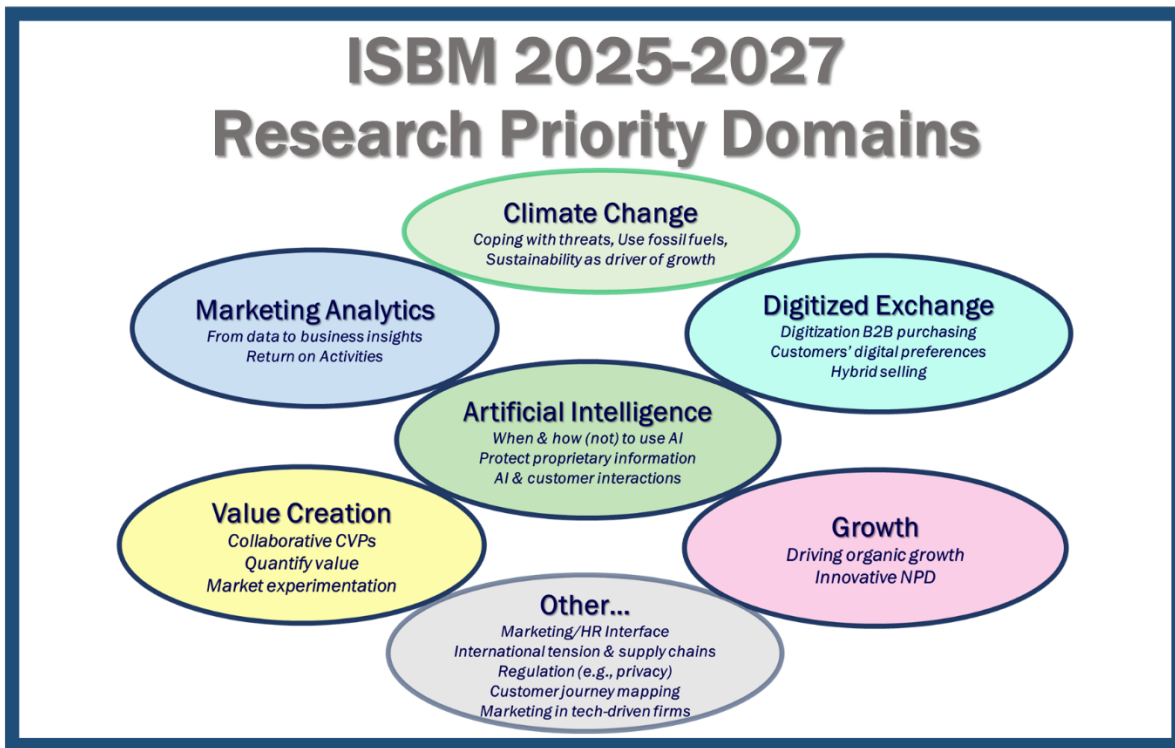 ISBM 2025-2027
Research Priority Domains
Climate Change
Coping with threats, Use fossil fuels,
Sustainability as driver of growth
Marketing Analytics
From data to business insights
Return on Activities
Digitized Exchange
Digitization B2B purchasing
Customers' digital preferences
Hybrid selling
Artificial Intelligence
When & how (not) to use AI
Protect proprietary information
AI & customer interactions
Value Creation
Collaborative CVPs
Quantify value
Market experimentation
Growth
Driving organic growth
Innovative NPD
Other...
Marketing/HR Interface
International tension & supply chains
Regulation (e.g., privacy)
Customer journey mapping
Marketing in tech-driven firms